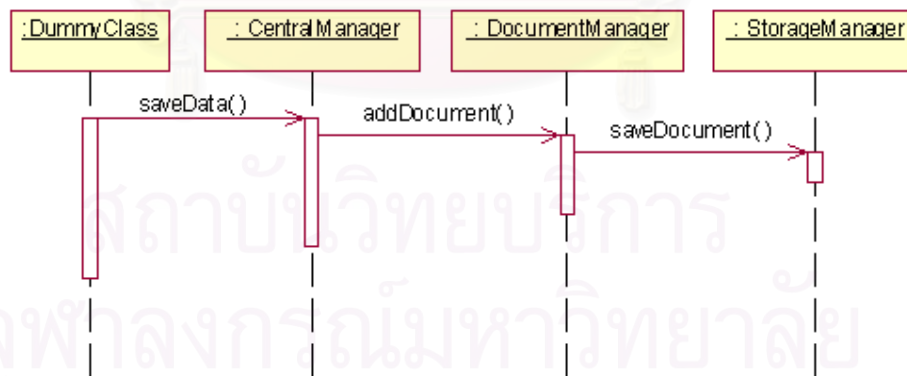 :DummyClass
: CentralManager
: DocumentManager
: StorageManager
saveData()
addDocument()
saveDocument()
สถาบันวิทยบริการ
จุฬาลงกรณ์มหาวิทยาลัย